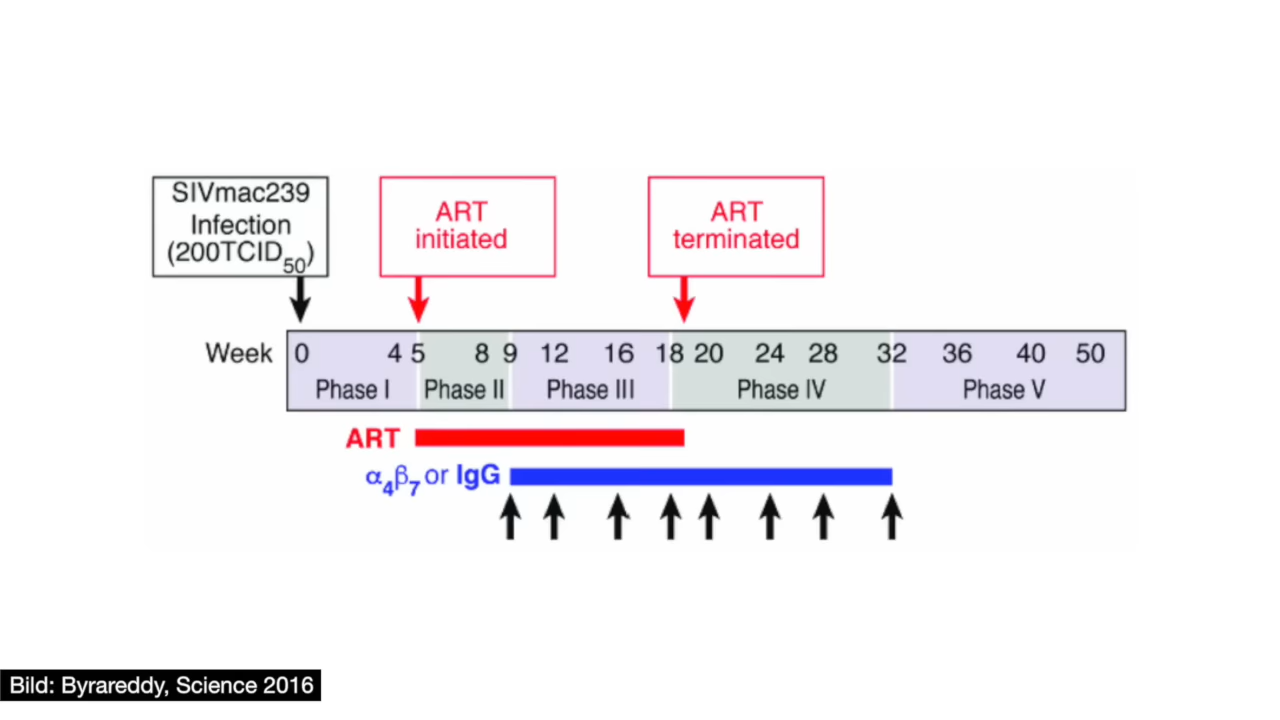 SIVmac239
Infection
(200TCID50)
ART
initiated
ART
terminated
Week 0 4 5 8 9 12 16 18 20 24 28 32 36 40 50
Phase I Phase II Phase III Phase IV Phase V
ART
α4β7 or IgG
Bild: Byrareddy, Science 2016